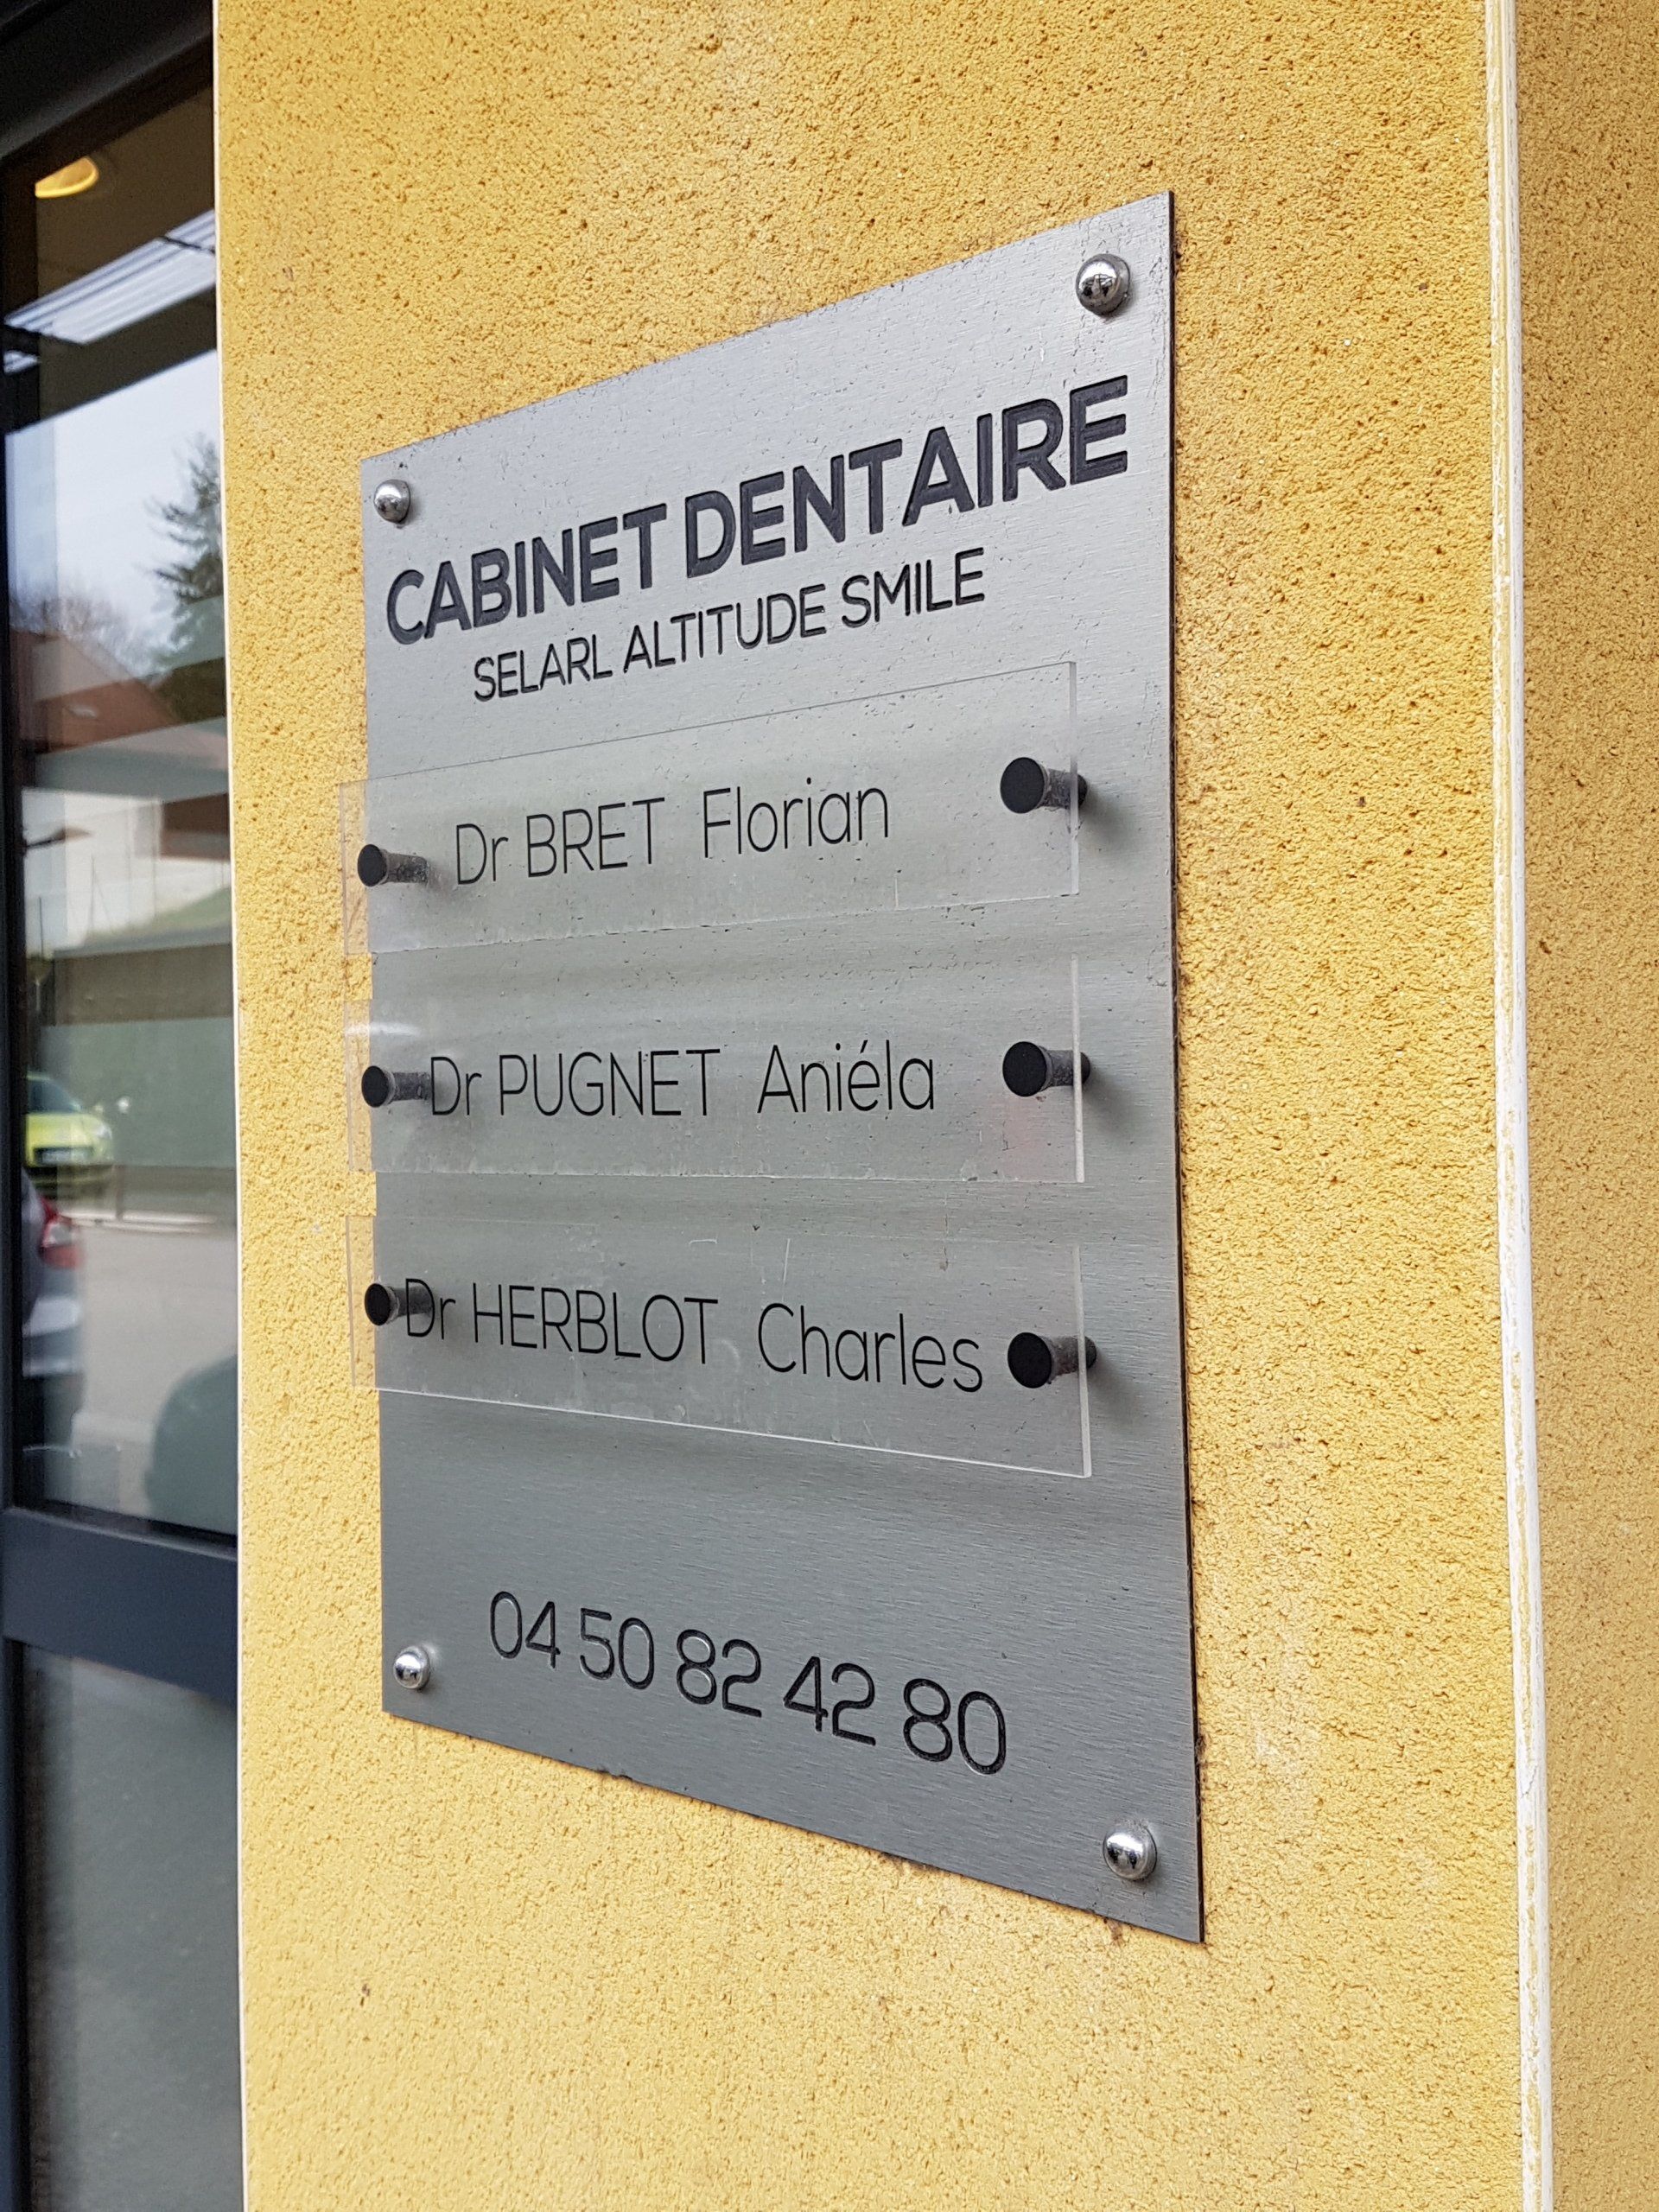 CABINET DENTAIRE
SELARL ALTITUDE SMILE
Dr BRET Florian
Dr PUGNET Aniéla
Dr HERBLOT Charles
04 50 82 42 80